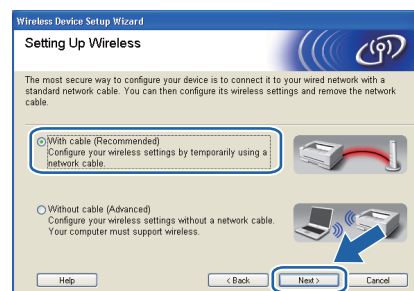 Wireless Device Setup Wizard
Setting Up Wireless
The most secure way to configure your device is to connect it to your wired network with a
standard network cable. You can then configure its wireless settings and remove the network
cable.
With cable (Recommended)
Configure your wireless settings by temporarily using a
network cable.
Without cable (Advanced)
Configure your wireless settings without a network cable.
Your computer must support wireless.
Help
< Back
Next >
Cancel